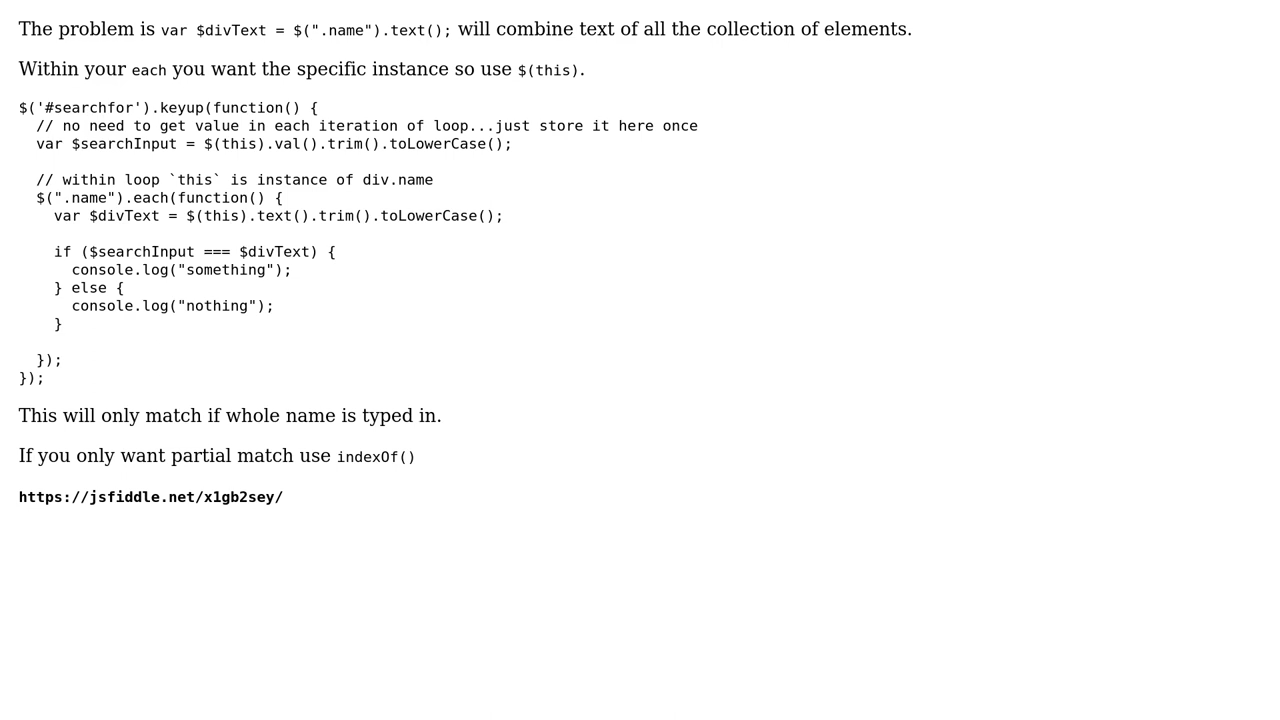 The problem is var $divText = $(".name").text(); will combine text of all the collection of elements.
Within your each you want the specific instance so use $(this).
$('#searchfor').keyup(function() {
  // no need to get value in each iteration of loop...just store it here once
  var $searchInput = $(this).val().trim().toLowerCase();

  // within loop `this` is instance of div.name
  $(".name").each(function() {
    var $divText = $(this).text().trim().toLowerCase();

    if ($searchInput === $divText) {
      console.log("something");
    } else {
      console.log("nothing");
    }

  });
});
This will only match if whole name is typed in.
If you only want partial match use indexOf()
https://jsfiddle.net/x1gb2sey/